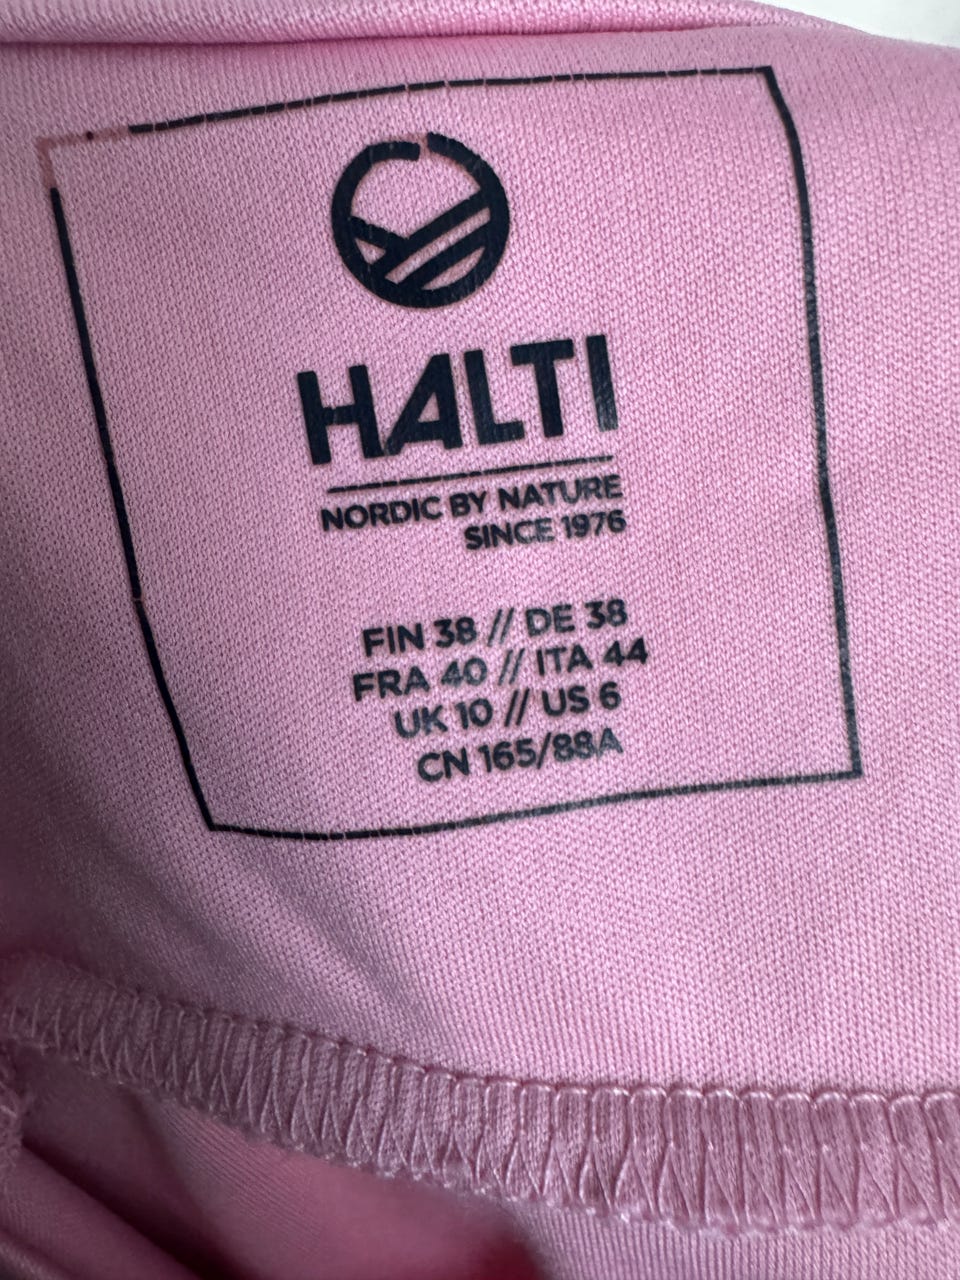 HALTI
NORDIC BY NATURE
SINCE 1976
FIN 38 // DE 38
FRA 40 // ITA 44
UK 10 // US 6
CN 165/88A